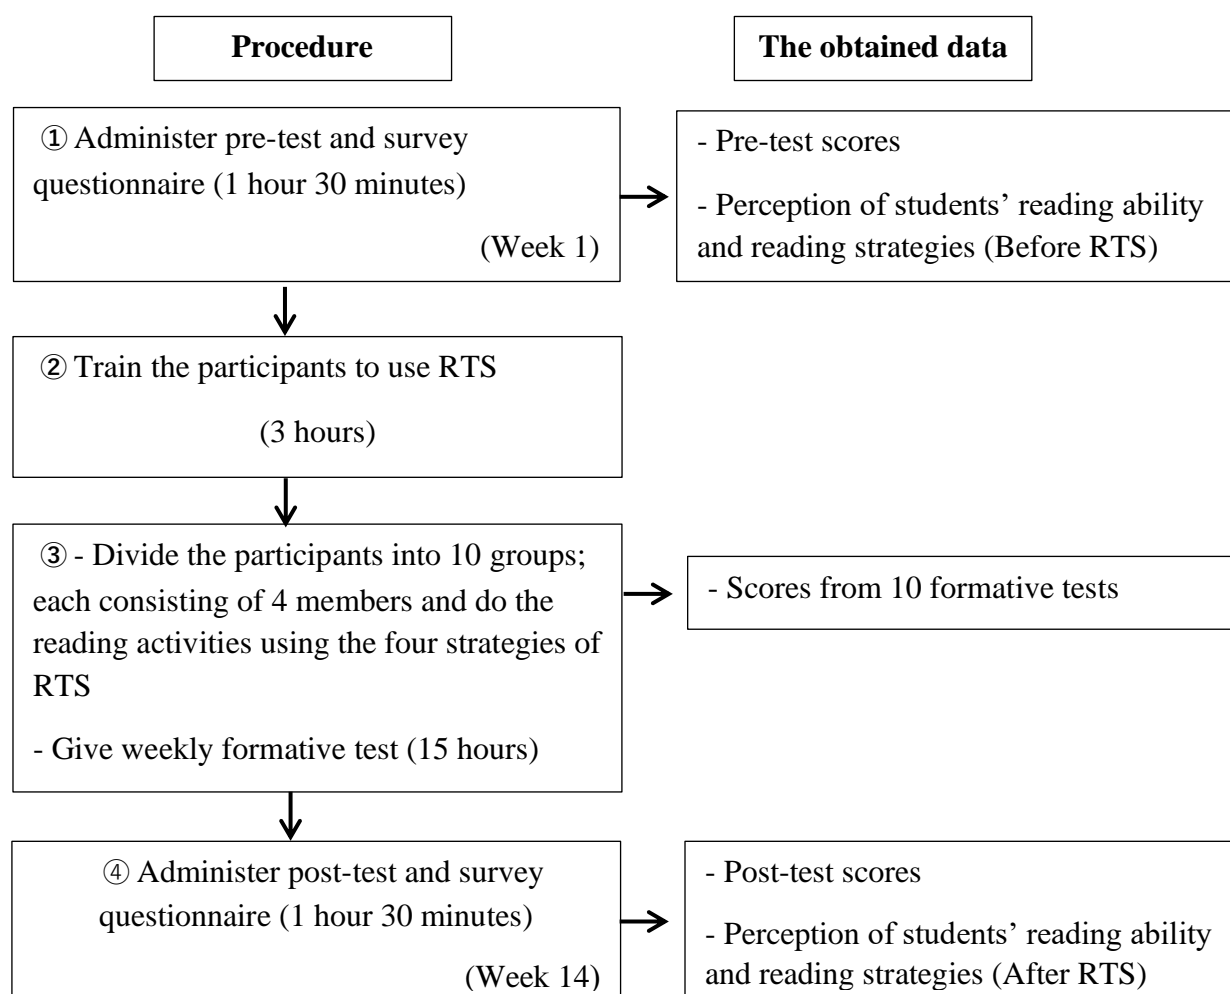 Procedure
The obtained data
① Administer pre-test and survey
questionnaire (1 hour 30 minutes)
(Week 1)
- Pre-test scores
- Perception of students’ reading ability
and reading strategies (Before RTS)
② Train the participants to use RTS
(3 hours)
③ - Divide the participants into 10 groups;
each consisting of 4 members and do the
reading activities using the four strategies of
RTS
- Give weekly formative test (15 hours)
- Scores from 10 formative tests
④ Administer post-test and survey
questionnaire (1 hour 30 minutes)
(Week 14)
- Post-test scores
- Perception of students’ reading ability
and reading strategies (After RTS)